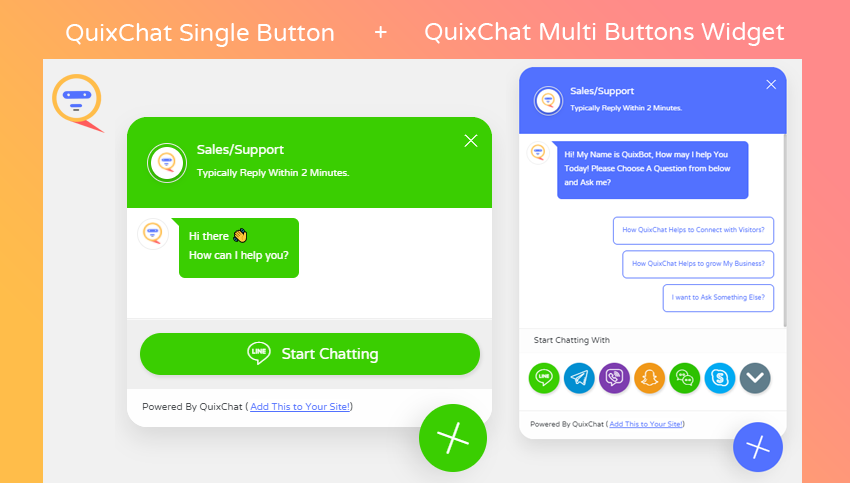 QuixChat Single Button + QuixChat Multi Buttons Widget
Sales/Support
Typically Reply Within 2 Minutes.
Hi there 👏
How can I help you?
LINE Start Chatting
Powered By QuixChat ( Add This to Your Site!)
Sales/Support
Typically Reply Within 2 Minutes.
Hi! My Name is QuixBot, How may I help You
Today! Please Choose A Question from below
and Ask me?
How QuixChat Helps to Connect with Visitors?
How QuixChat Helps to grow My Business?
I want to Ask Something Else?
Start Chatting With
LINE
Powered By QuixChat ( Add This to Your Site!)